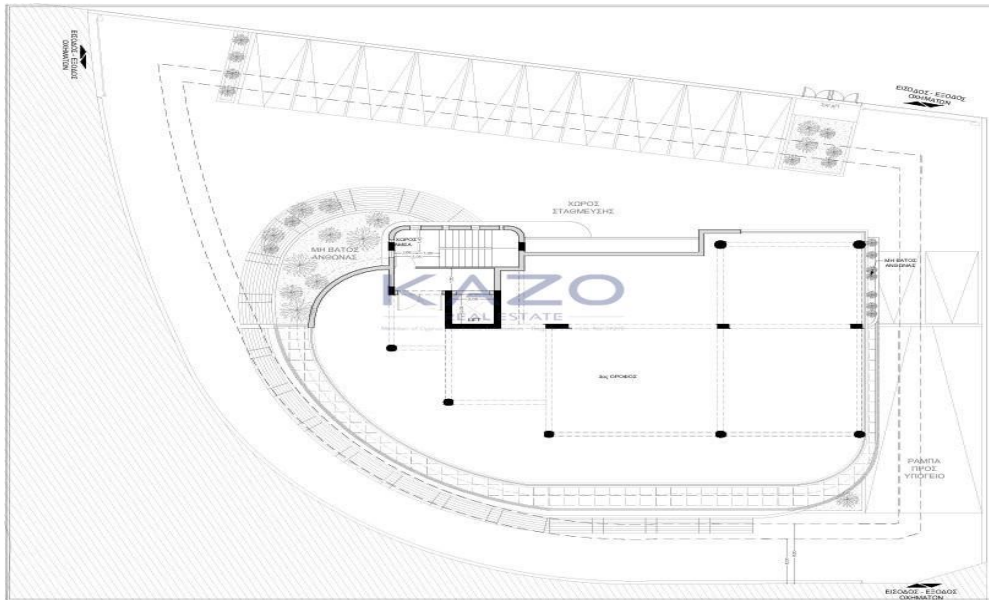 ΕΙΣΟΔΟΣ - ΕΞΟΔΟΣ
ΟΧΗΜΑΤΩΝ
ΕΙΣΟΔΟΣ - ΕΞΟΔΟΣ
ΟΧΗΜΑΤΩΝ
ΧΩΡΟΣ
ΣΤΑΘΜΕΥΣΗΣ
ΧΩΡΟΣ
ΜΗ ΒΑΤΟΣ
ΑΝΘΩΝΑΣ
ΜΗ ΒΑΤΟΣ
ΑΝΘΩΝΑΣ
KAZO
REAL ESTATE
LIFT
ΟΡΟΦΟΣ
ΡΑΜΠΑ
ΠΡΟΣ
ΥΠΟΓΕΙΟ
ΕΙΣΟΔΟΣ - ΕΞΟΔΟΣ
ΟΧΗΜΑΤΩΝ